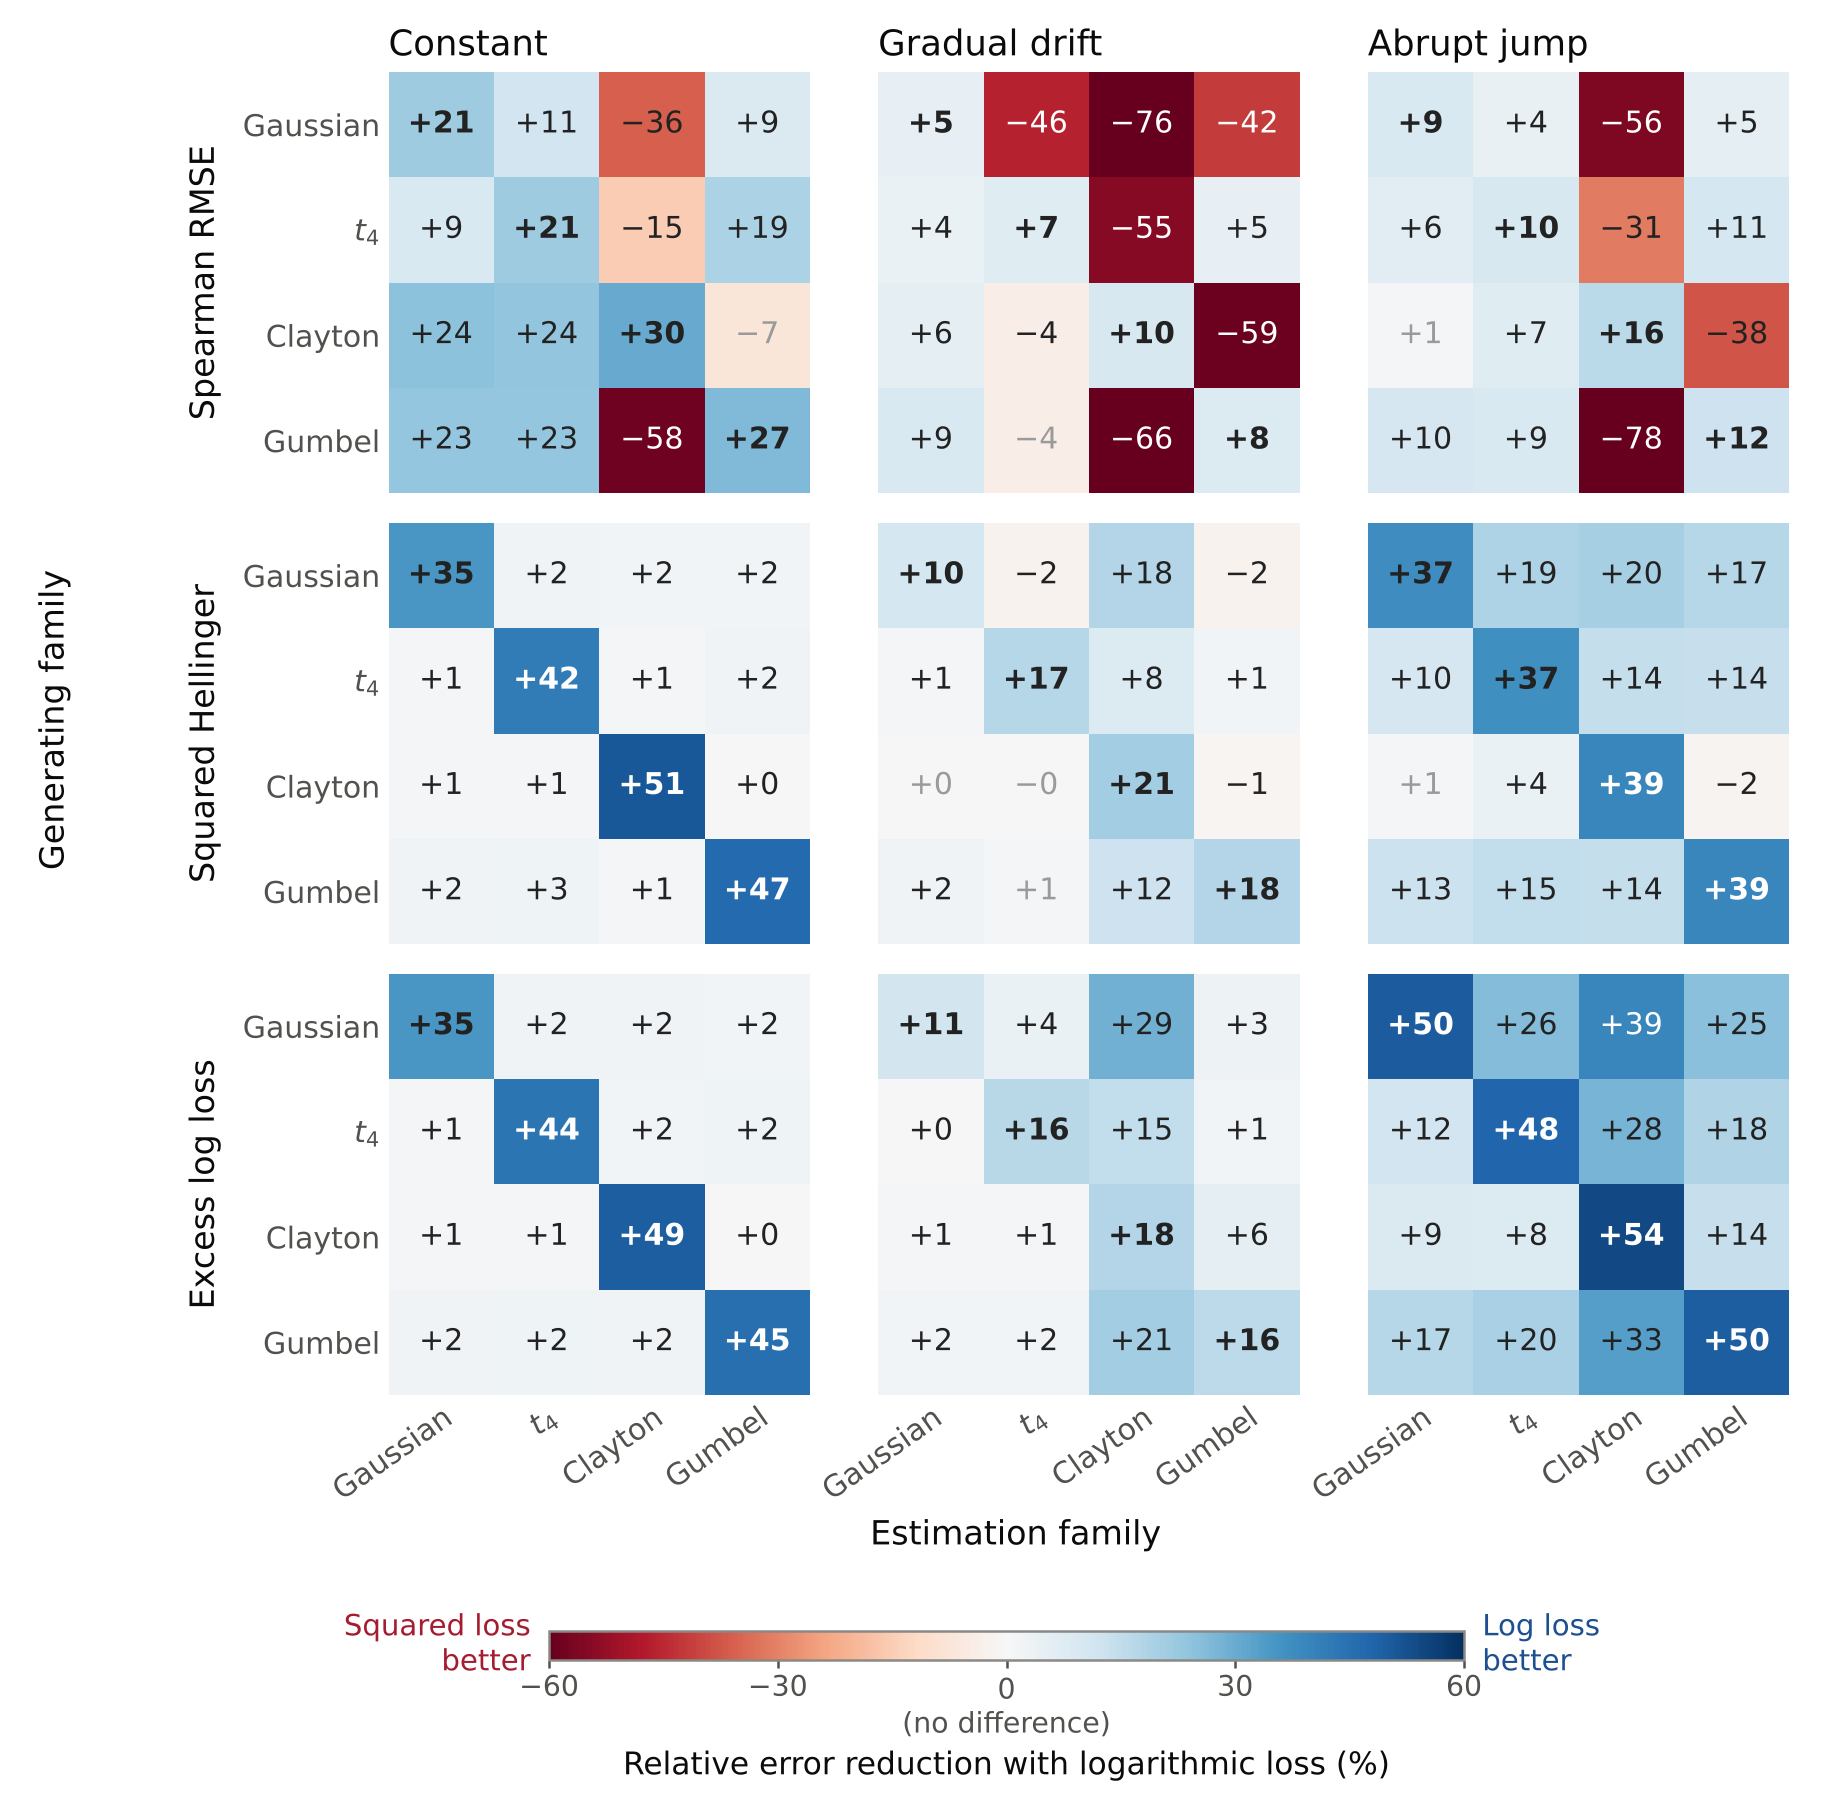 Constant Gradual drift Abrupt jump
Generating family
Spearman RMSE
Gaussian +21 +11 −36 +9 +5 −46 −76 −42 +9 +4 −56 +5
t4 +9 +21 −15 +19 +4 +7 −55 +5 +6 +10 −31 +11
Clayton +24 +24 +30 −7 +6 −4 +10 −59 +1 +7 +16 −38
Gumbel +23 +23 −58 +27 +9 −4 −66 +8 +10 +9 −78 +12
Squared Hellinger
Gaussian +35 +2 +2 +2 +10 −2 +18 −2 +37 +19 +20 +17
t4 +1 +42 +1 +2 +1 +17 +8 +1 +10 +37 +14 +14
Clayton +1 +1 +51 +0 +0 −0 +21 −1 +1 +4 +39 −2
Gumbel +2 +3 +1 +47 +2 +1 +12 +18 +13 +15 +14 +39
Excess log loss
Gaussian +35 +2 +2 +2 +11 +4 +29 +3 +50 +26 +39 +25
t4 +1 +44 +2 +2 +0 +16 +15 +1 +12 +48 +28 +18
Clayton +1 +1 +49 +0 +1 +1 +18 +6 +9 +8 +54 +14
Gumbel +2 +2 +2 +45 +2 +2 +21 +16 +17 +20 +33 +50
Gaussian t4 Clayton Gumbel Gaussian t4 Clayton Gumbel Gaussian t4 Clayton Gumbel
Estimation family
Squared loss
better
Log loss
better
−60 −30 0 30 60
(no difference)
Relative error reduction with logarithmic loss (%)